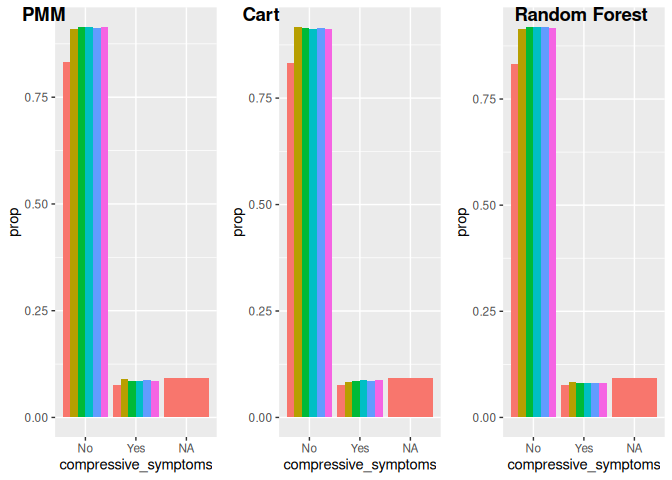 PMM
Cart
Random Forest
prop
0.75
0.50
0.25
0.00
No
Yes
NA
compressive_symptoms
prop
0.75
0.50
0.25
0.00
No
Yes
NA
compressive_symptoms
prop
0.75
0.50
0.25
0.00
No
Yes
NA
compressive_symptoms